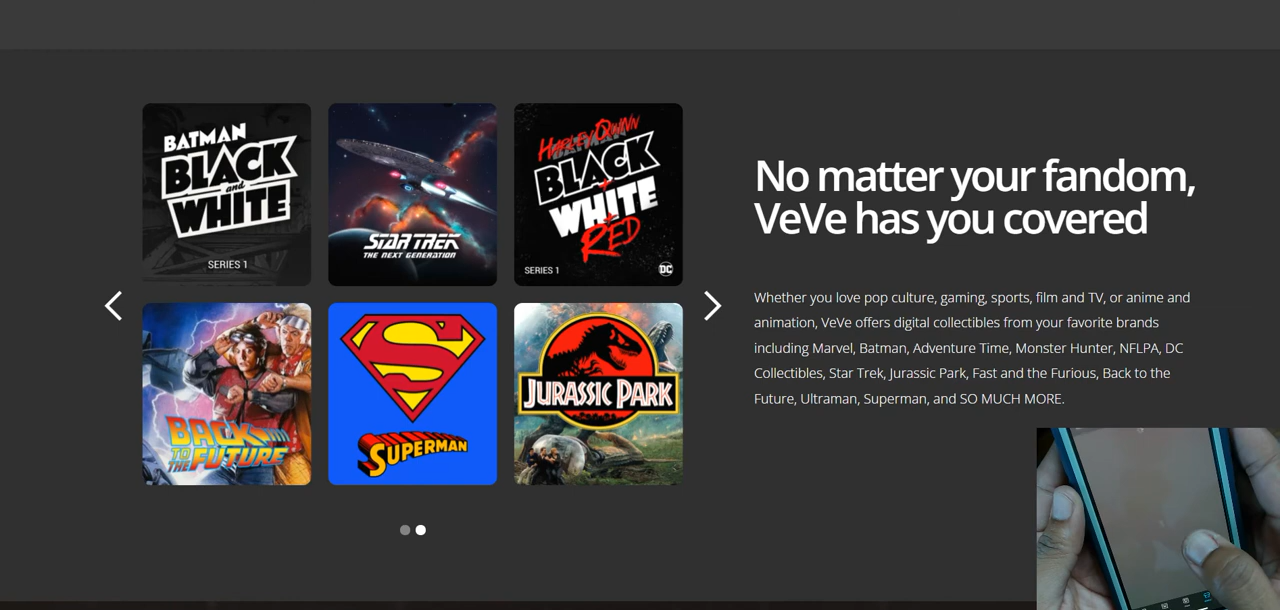 BATMAN
BLACK
and
WHITE
SERIES 1
STAR TREK
THE NEXT GENERATION
HARLEY QUINN
BLACK
+
WHITE
+
RED
SERIES 1
DC
BACK
TO THE FUTURE
S
SUPERMAN
JURASSIC PARK
No matter your fandom,
VeVe has you covered
Whether you love pop culture, gaming, sports, film and TV, or anime and
animation, VeVe offers digital collectibles from your favorite brands
including Marvel, Batman, Adventure Time, Monster Hunter, NFLPA, DC
Collectibles, Star Trek, Jurassic Park, Fast and the Furious, Back to the
Future, Ultraman, Superman, and SO MUCH MORE.